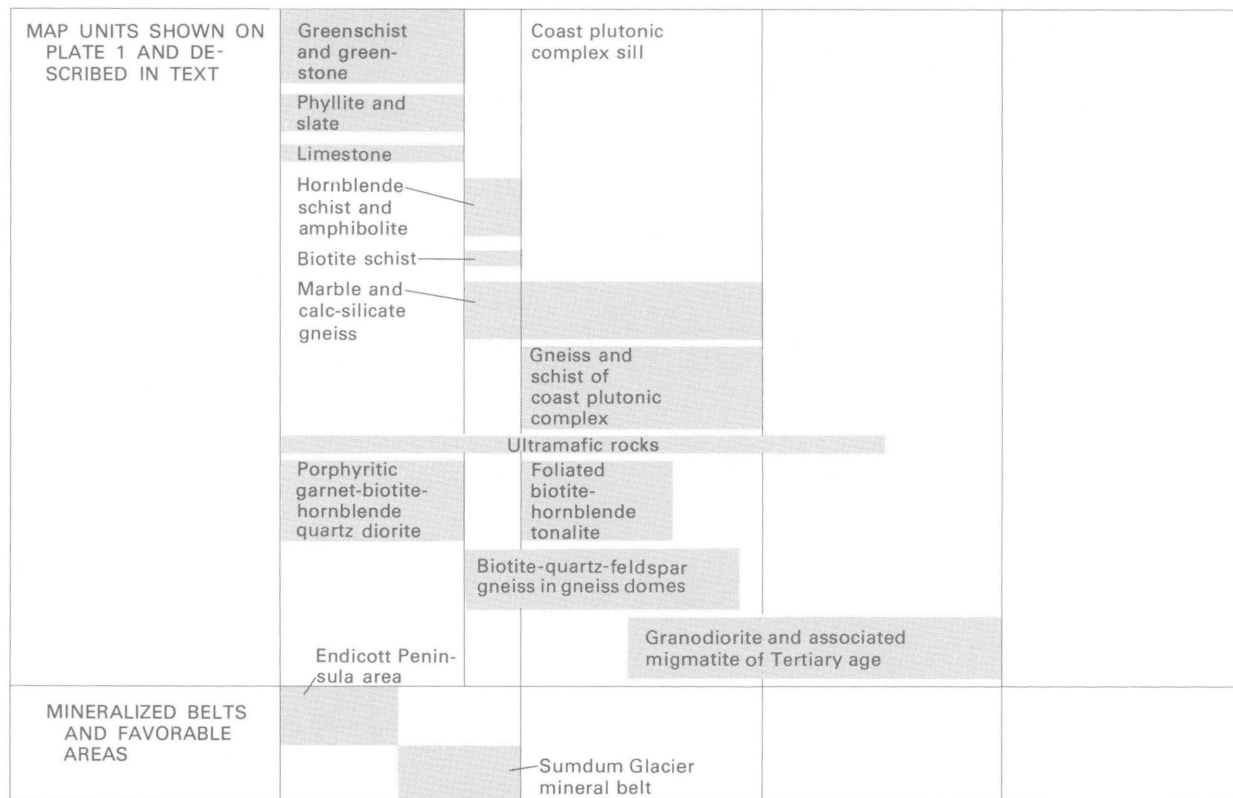 MAP UNITS SHOWN ON
PLATE 1 AND DE-
SCRIBED IN TEXT
Greenschist
and green-
stone
Coast plutonic
complex sill
Phyllite and
slate
Limestone
Hornblende
schist and
amphibolite
Biotite schist
Marble and
calc-silicate
gneiss
Gneiss and
schist of
coast plutonic
complex
Ultramafic rocks
Porphyritic
garnet-biotite-
hornblende
quartz diorite
Foliated
biotite-
hornblende
tonalite
Biotite-quartz-feldspar
gneiss in gneiss domes
Granodiorite and associated
migmatite of Tertiary age
Endicott Penin-
sula area
MINERALIZED BELTS
AND FAVORABLE
AREAS
Sumdum Glacier
mineral belt